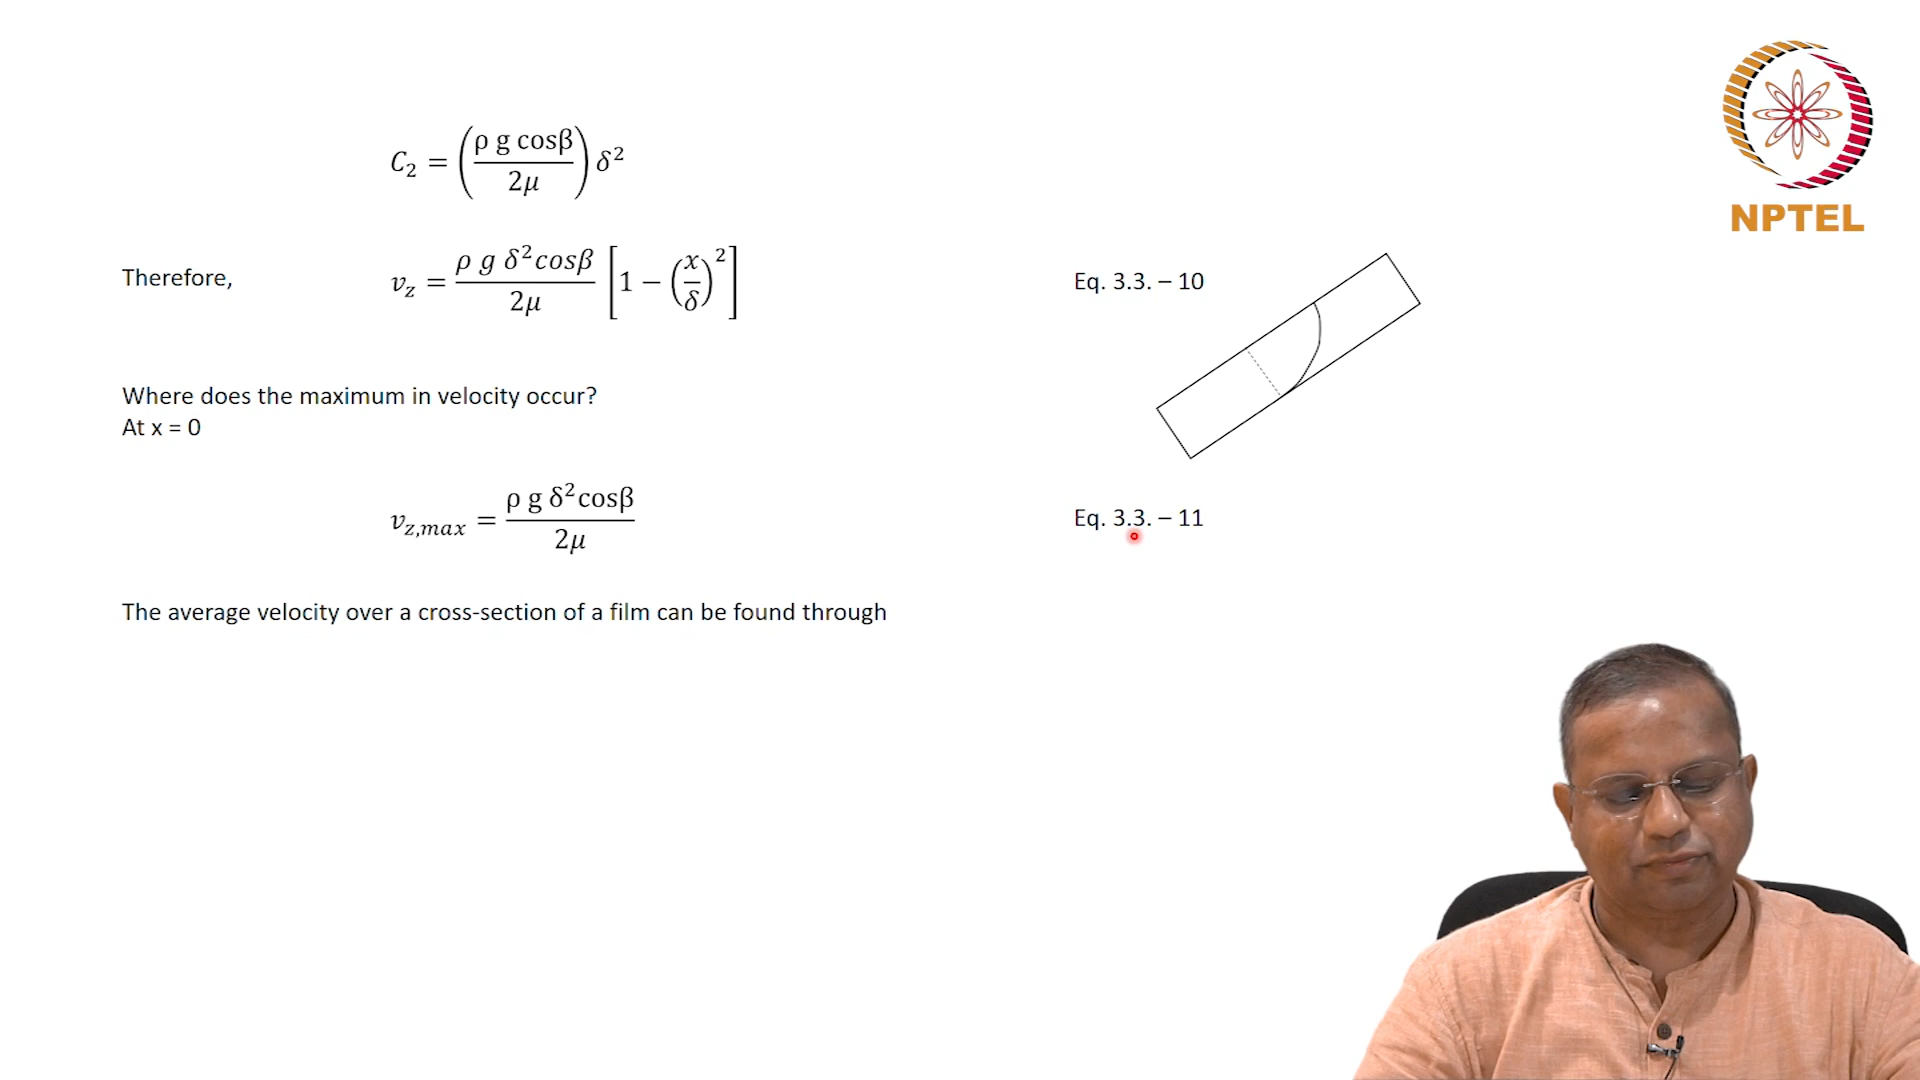 NPTEL
C₂ = (ρ g cosβ / 2μ) δ²
Therefore, v_z = ρ g δ² cosβ / 2μ [1 − (x/δ)²] Eq. 3.3. – 10
Where does the maximum in velocity occur?
At x = 0
v_z,max = ρ g δ² cosβ / 2μ Eq. 3.3. – 11
The average velocity over a cross-section of a film can be found through